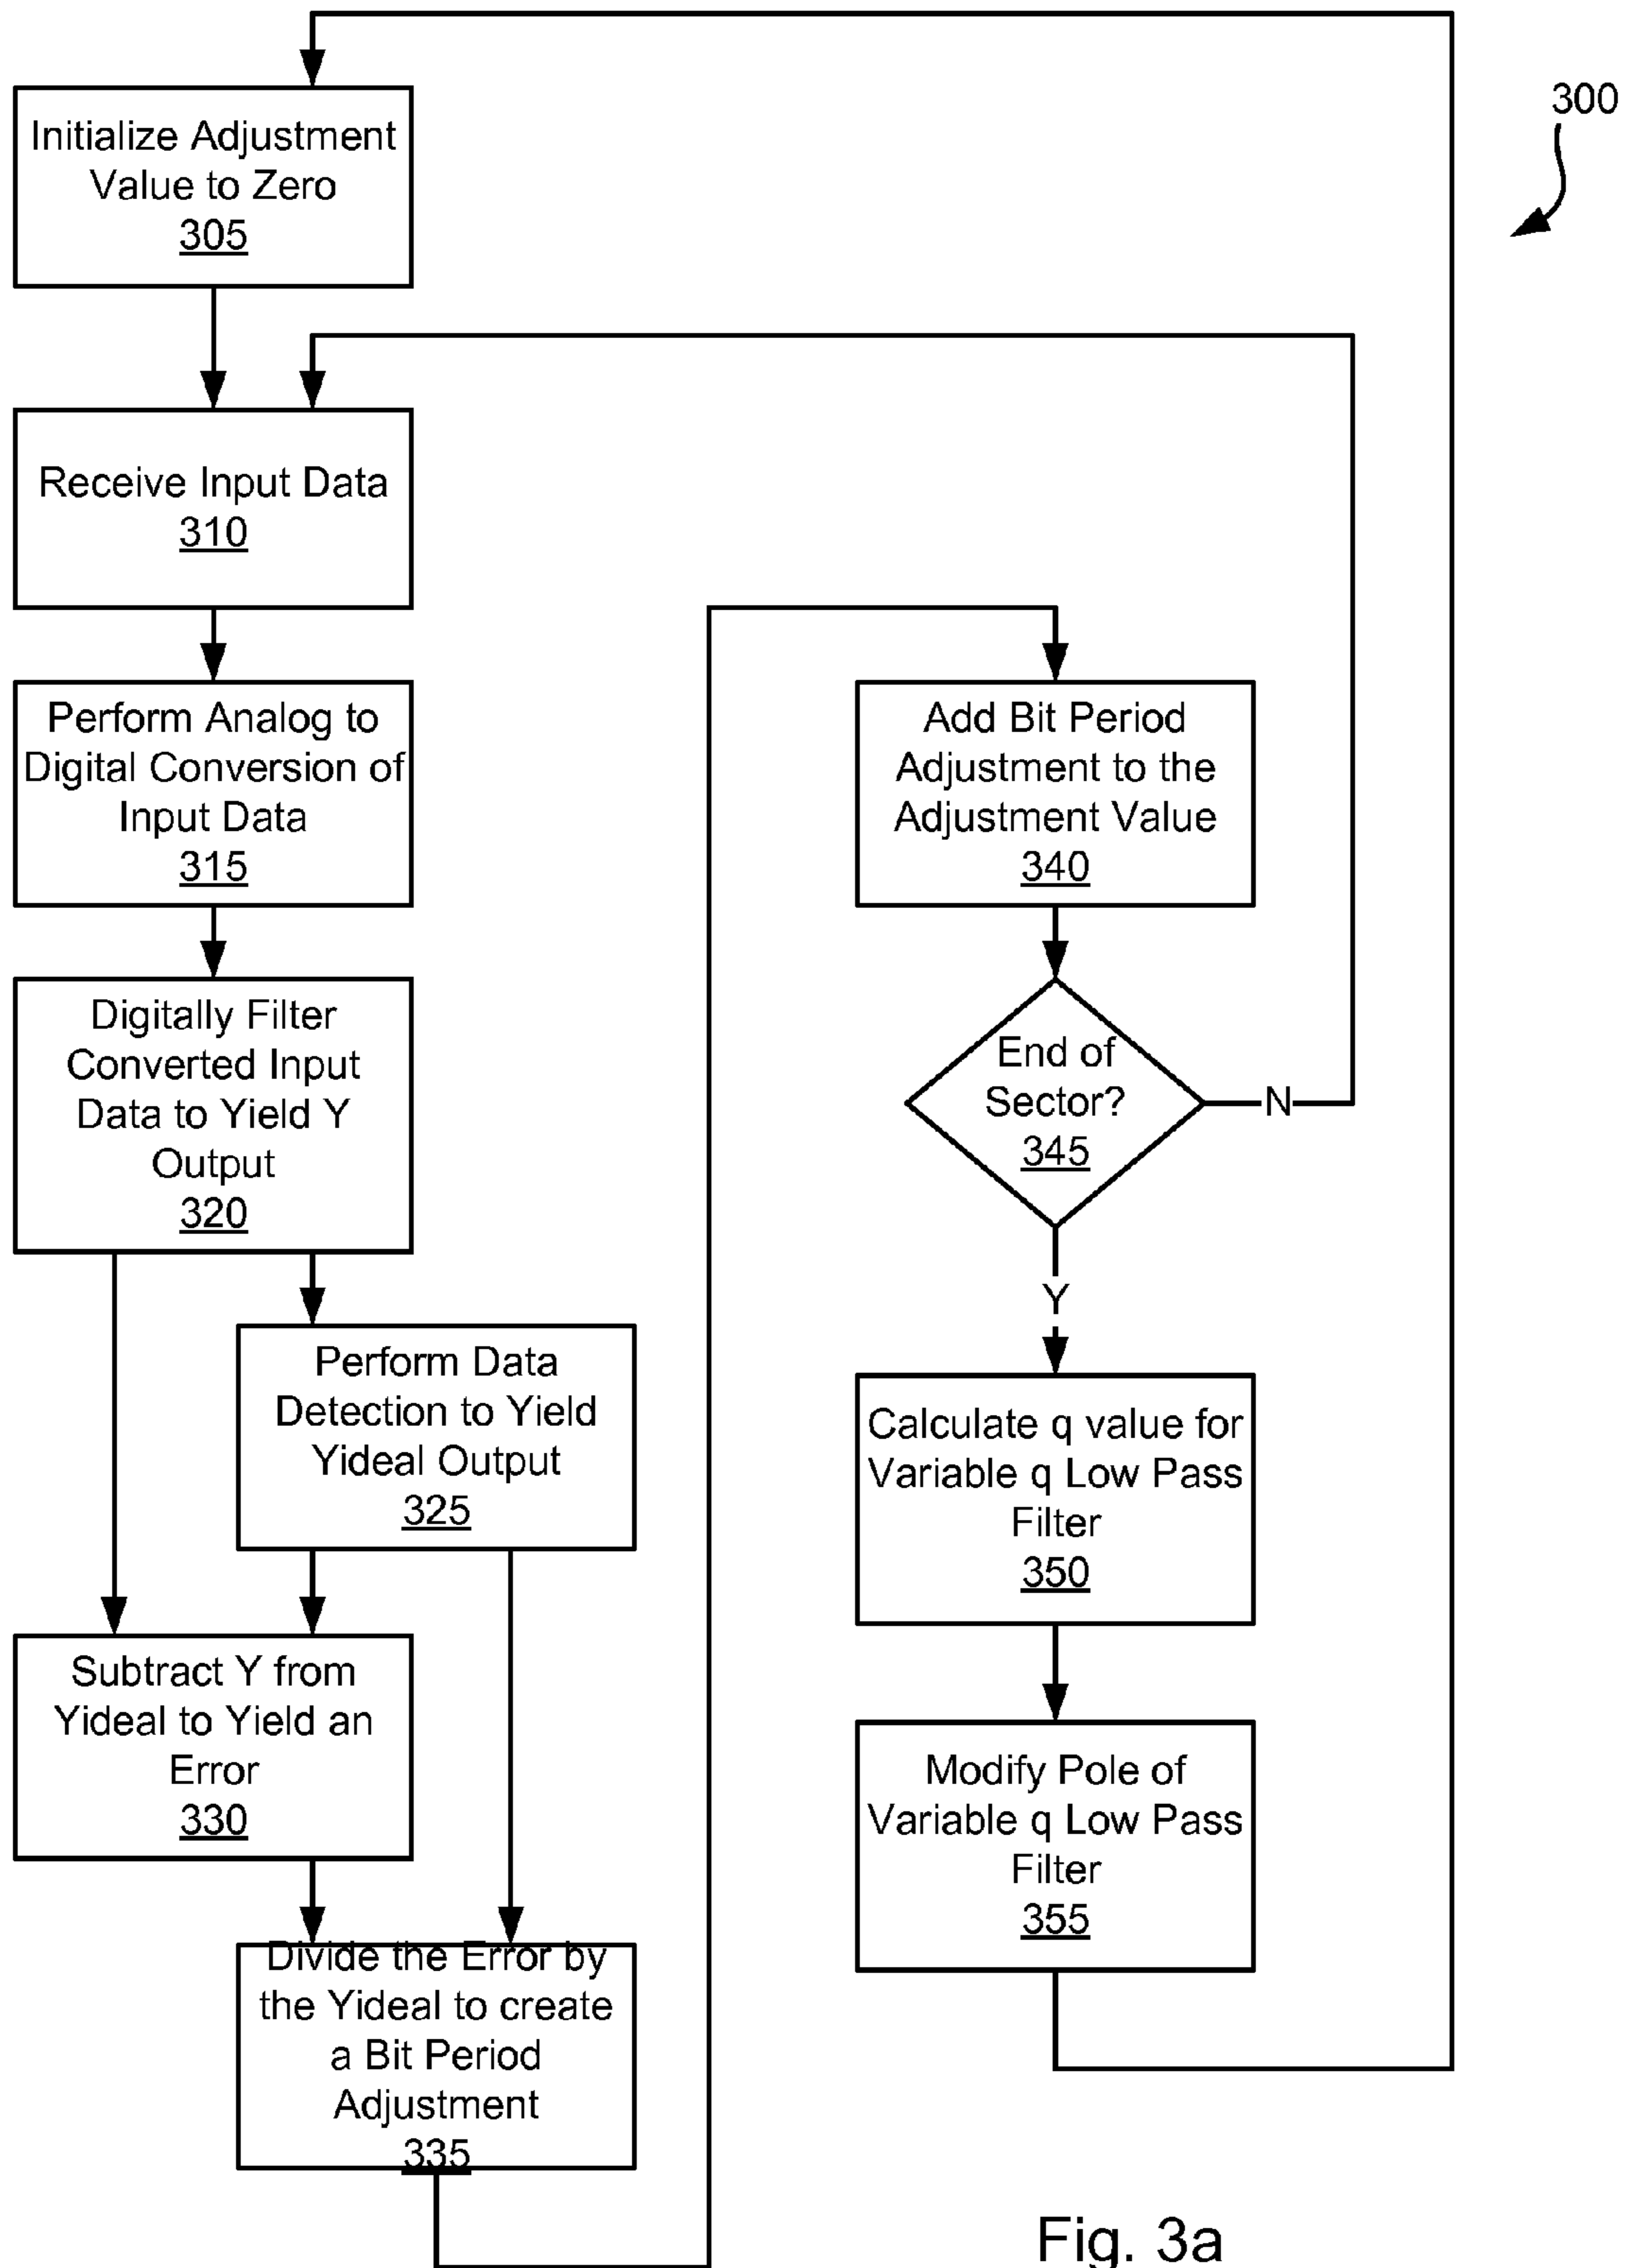 300
Initialize Adjustment
Value to Zero
305
Receive Input Data
310
Perform Analog to
Digital Conversion of
Input Data
315
Digitally Filter
Converted Input
Data to Yield Y
Output
320
Perform Data
Detection to Yield
Yideal Output
325
Subtract Y from
Yideal to Yield an
Error
330
Divide the Error by
the Yideal to create
a Bit Period
Adjustment
335
Add Bit Period
Adjustment to the
Adjustment Value
340
End of
Sector?
345
N
Y
Calculate q value for
Variable q Low Pass
Filter
350
Modify Pole of
Variable q Low Pass
Filter
355
Fig. 3a